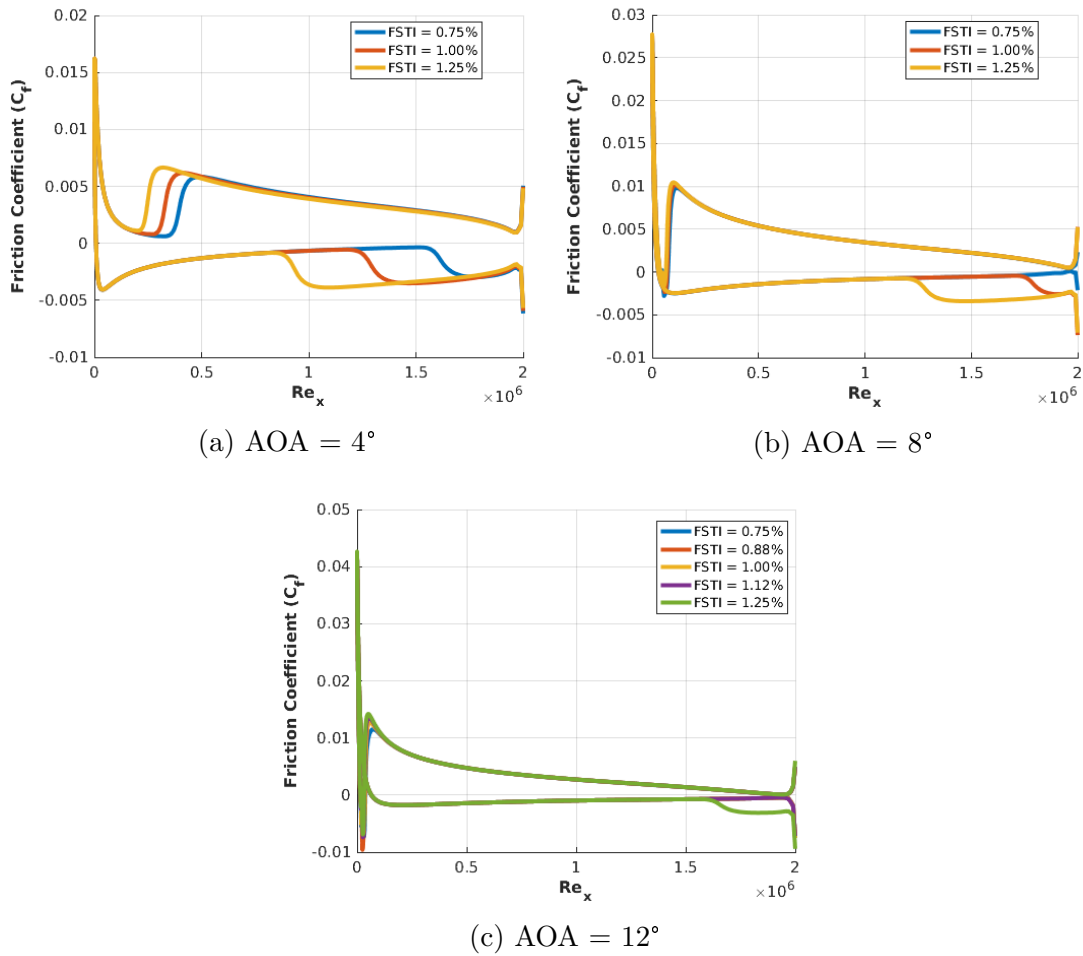 0.02
0.015
0.01
0.005
0
-0.005
-0.01
Friction Coefficient (Cf)
FSTI = 0.75%
FSTI = 1.00%
FSTI = 1.25%
0 0.5 1 1.5 2
Rex
×10^6
(a) AOA = 4°
0.03
0.025
0.02
0.015
0.01
0.005
0
-0.005
-0.01
Friction Coefficient (Cf)
FSTI = 0.75%
FSTI = 1.00%
FSTI = 1.25%
0 0.5 1 1.5 2
Rex
×10^6
(b) AOA = 8°
0.05
0.04
0.03
0.02
0.01
0
-0.01
Friction Coefficient (Cf)
FSTI = 0.75%
FSTI = 0.88%
FSTI = 1.00%
FSTI = 1.12%
FSTI = 1.25%
0 0.5 1 1.5 2
Rex
×10^6
(c) AOA = 12°